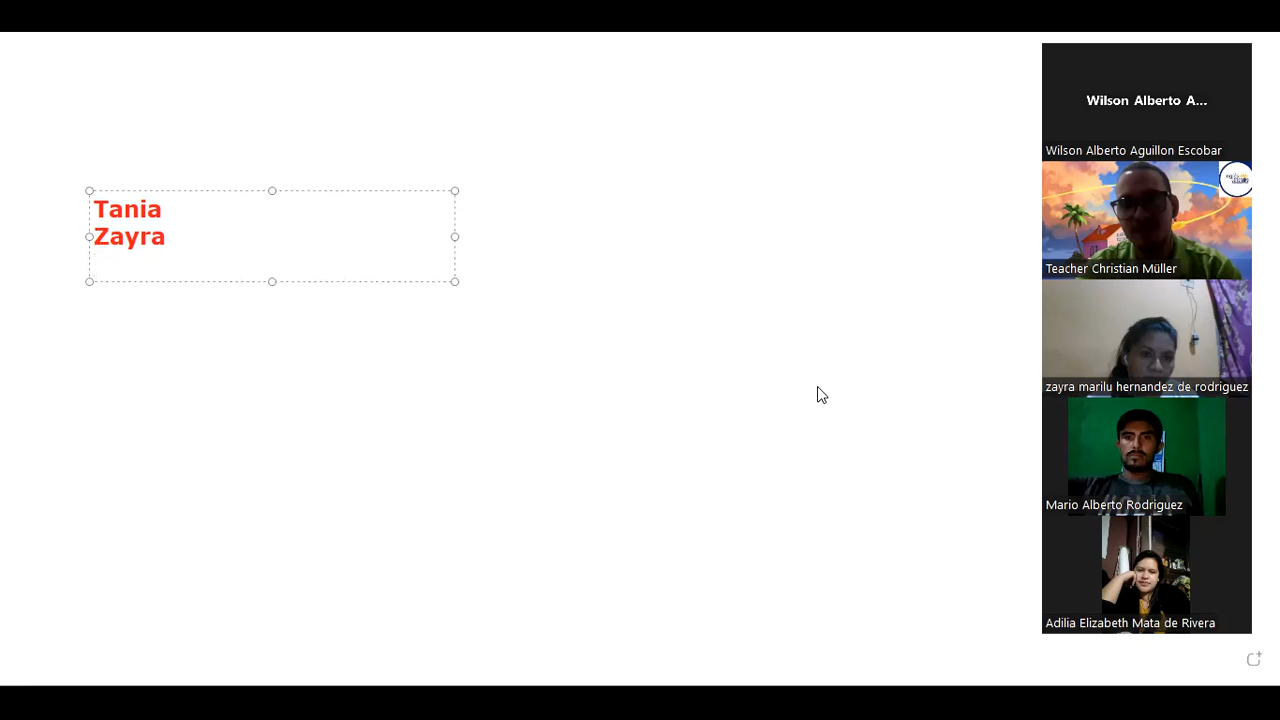 Tania
Zayra
Wilson Alberto A...
Wilson Alberto Aguillon Escobar
Teacher Christian Müller
zayra marilu hernandez de rodriguez
Mario Alberto Rodriguez
Adilia Elizabeth Mata de Rivera